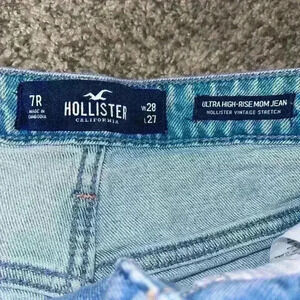 7R
MADE IN
CAMBODIA
HOLLISTER
CALIFORNIA
W 28
L 27
ULTRA HIGH-RISE MOM JEAN
HOLLISTER VINTAGE STRETCH